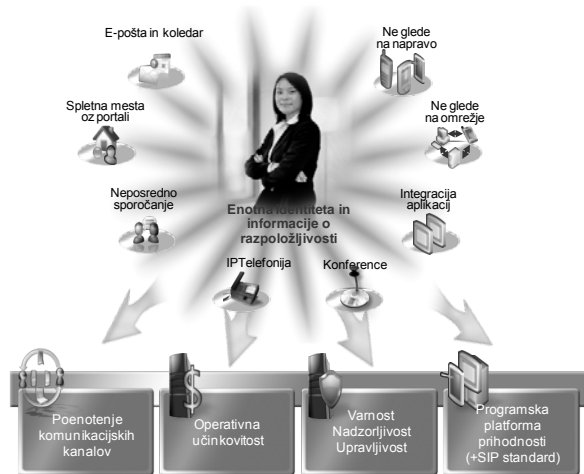 E-pošta in koledar
Ne glede
na napravo
Spletna mesta
oz portali
Ne glede
na omrežje
Neposredno
sporočanje
Integracija
aplikacij
Enotna identiteta in
informacije o
razpoložljivosti
IPTelefonija
Konference
Poenotenje
komunikacijskih
kanalov
Operativna
učinkovitost
Varnost
Nadzorljivost
Upravljivost
Programska
platforma
prihodnosti
(+SIP standard)